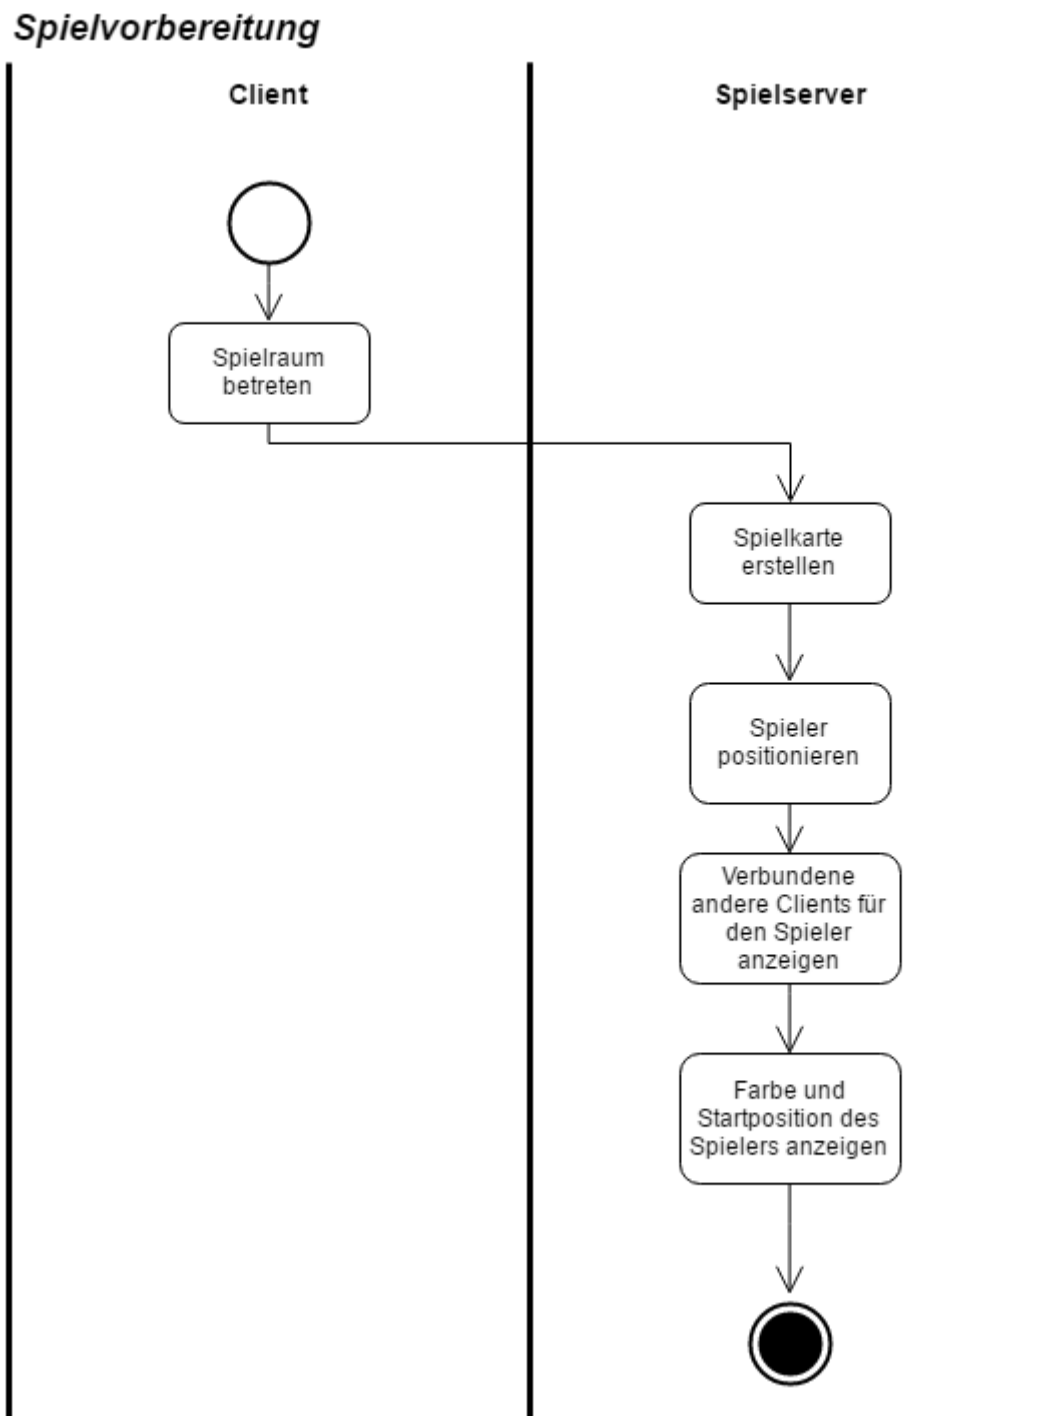 Spielvorbereitung
Client
Spielserver
Spielraum
betreten
Spielkarte
erstellen
Spieler
positionieren
Verbundene
andere Clients für
den Spieler
anzeigen
Farbe und
Startposition des
Spielers anzeigen